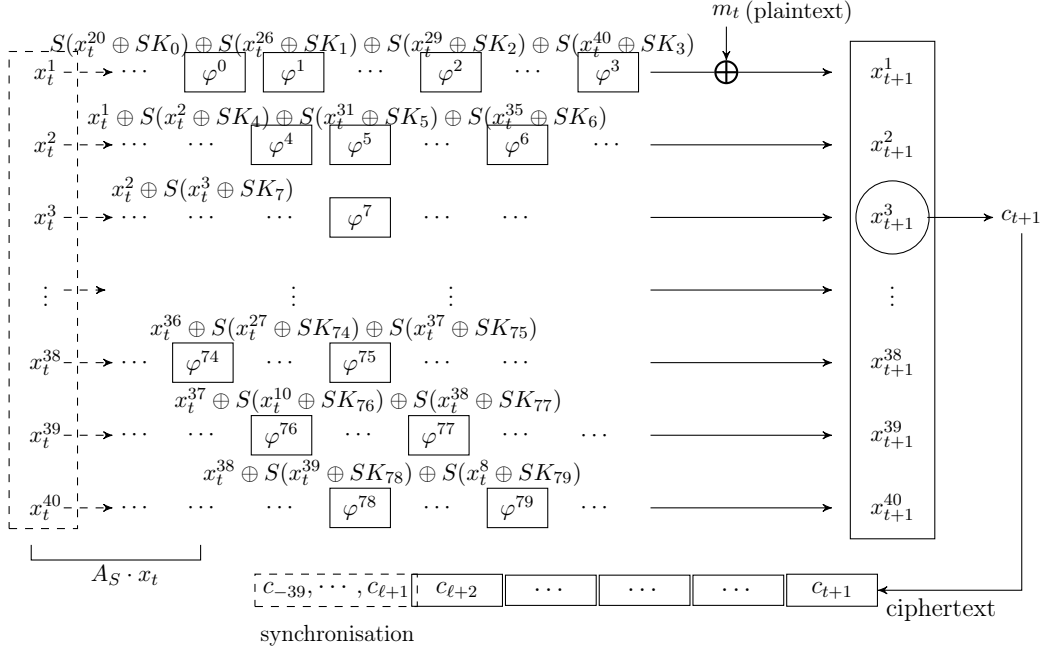 m_t (plaintext)
S(x_t^{20} ⊕ SK_0) ⊕ S(x_t^{26} ⊕ SK_1) ⊕ S(x_t^{29} ⊕ SK_2) ⊕ S(x_t^{40} ⊕ SK_3)
x_t^1 ⋯ φ^0 φ^1 ⋯ φ^2 ⋯ φ^3 ⊕ x_{t+1}^1
x_t^1 ⊕ S(x_t^2 ⊕ SK_4) ⊕ S(x_t^{31} ⊕ SK_5) ⊕ S(x_t^{35} ⊕ SK_6)
x_t^2 ⋯ ⋯ φ^4 φ^5 ⋯ φ^6 ⋯ x_{t+1}^2
x_t^2 ⊕ S(x_t^3 ⊕ SK_7)
x_t^3 ⋯ ⋯ ⋯ φ^7 ⋯ ⋯ x_{t+1}^3 c_{t+1}
⋮ ⋮ ⋮ ⋮
x_t^{36} ⊕ S(x_t^{27} ⊕ SK_{74}) ⊕ S(x_t^{37} ⊕ SK_{75})
x_t^{38} ⋯ φ^{74} ⋯ φ^{75} ⋯ ⋯ x_{t+1}^{38}
x_t^{37} ⊕ S(x_t^{10} ⊕ SK_{76}) ⊕ S(x_t^{38} ⊕ SK_{77})
x_t^{39} ⋯ ⋯ φ^{76} ⋯ φ^{77} ⋯ ⋯ x_{t+1}^{39}
x_t^{38} ⊕ S(x_t^{39} ⊕ SK_{78}) ⊕ S(x_t^8 ⊕ SK_{79})
x_t^{40} ⋯ ⋯ ⋯ φ^{78} ⋯ φ^{79} ⋯ x_{t+1}^{40}
A_S · x_t
c_{-39}, ⋯ , c_{ℓ+1} c_{ℓ+2} ⋯ ⋯ ⋯ c_{t+1}
ciphertext
synchronisation